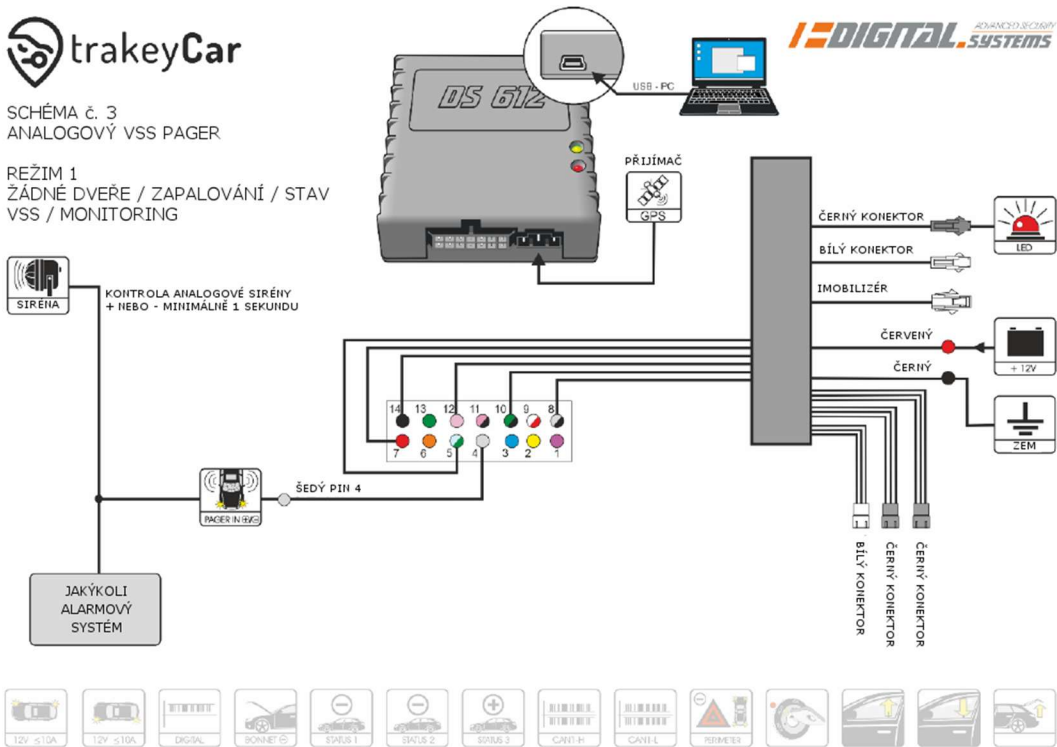 trakeyCar
DIGITAL.
ADVANCED SECURITY
SYSTEMS
SCHÉMA č. 3
ANALOGOVÝ VSS PAGER
REŽIM 1
ŽÁDNÉ DVEŘE / ZAPALOVÁNÍ / STAV
VSS / MONITORING
DS 612
USB - PC
PŘIJÍMAČ
GPS
SIRÉNA
KONTROLA ANALOGOVÉ SIRÉNY
+ NEBO - MINIMÁLNĚ 1 SEKUNDU
ČERNÝ KONEKTOR
LED
BÍLÝ KONEKTOR
IMOBILIZÉR
ČERVENÝ
+ 12V
ČERNÝ
ZEM
14 13 12 11 10 9 8
7 6 5 4 3 2 1
ŠEDÝ PIN 4
PAGER IN ⊕/⊖
JAKÝKOLI
ALARMOVÝ
SYSTÉM
BÍLÝ KONEKTOR
ČERNÝ KONEKTOR
ČERNÝ KONEKTOR
12V ≤10A
12V ≤10A
DIGITAL
BONNET ⊖
STATUS 1
STATUS 2
STATUS 3
CAN1-H
CAN1-L
PERIMETER